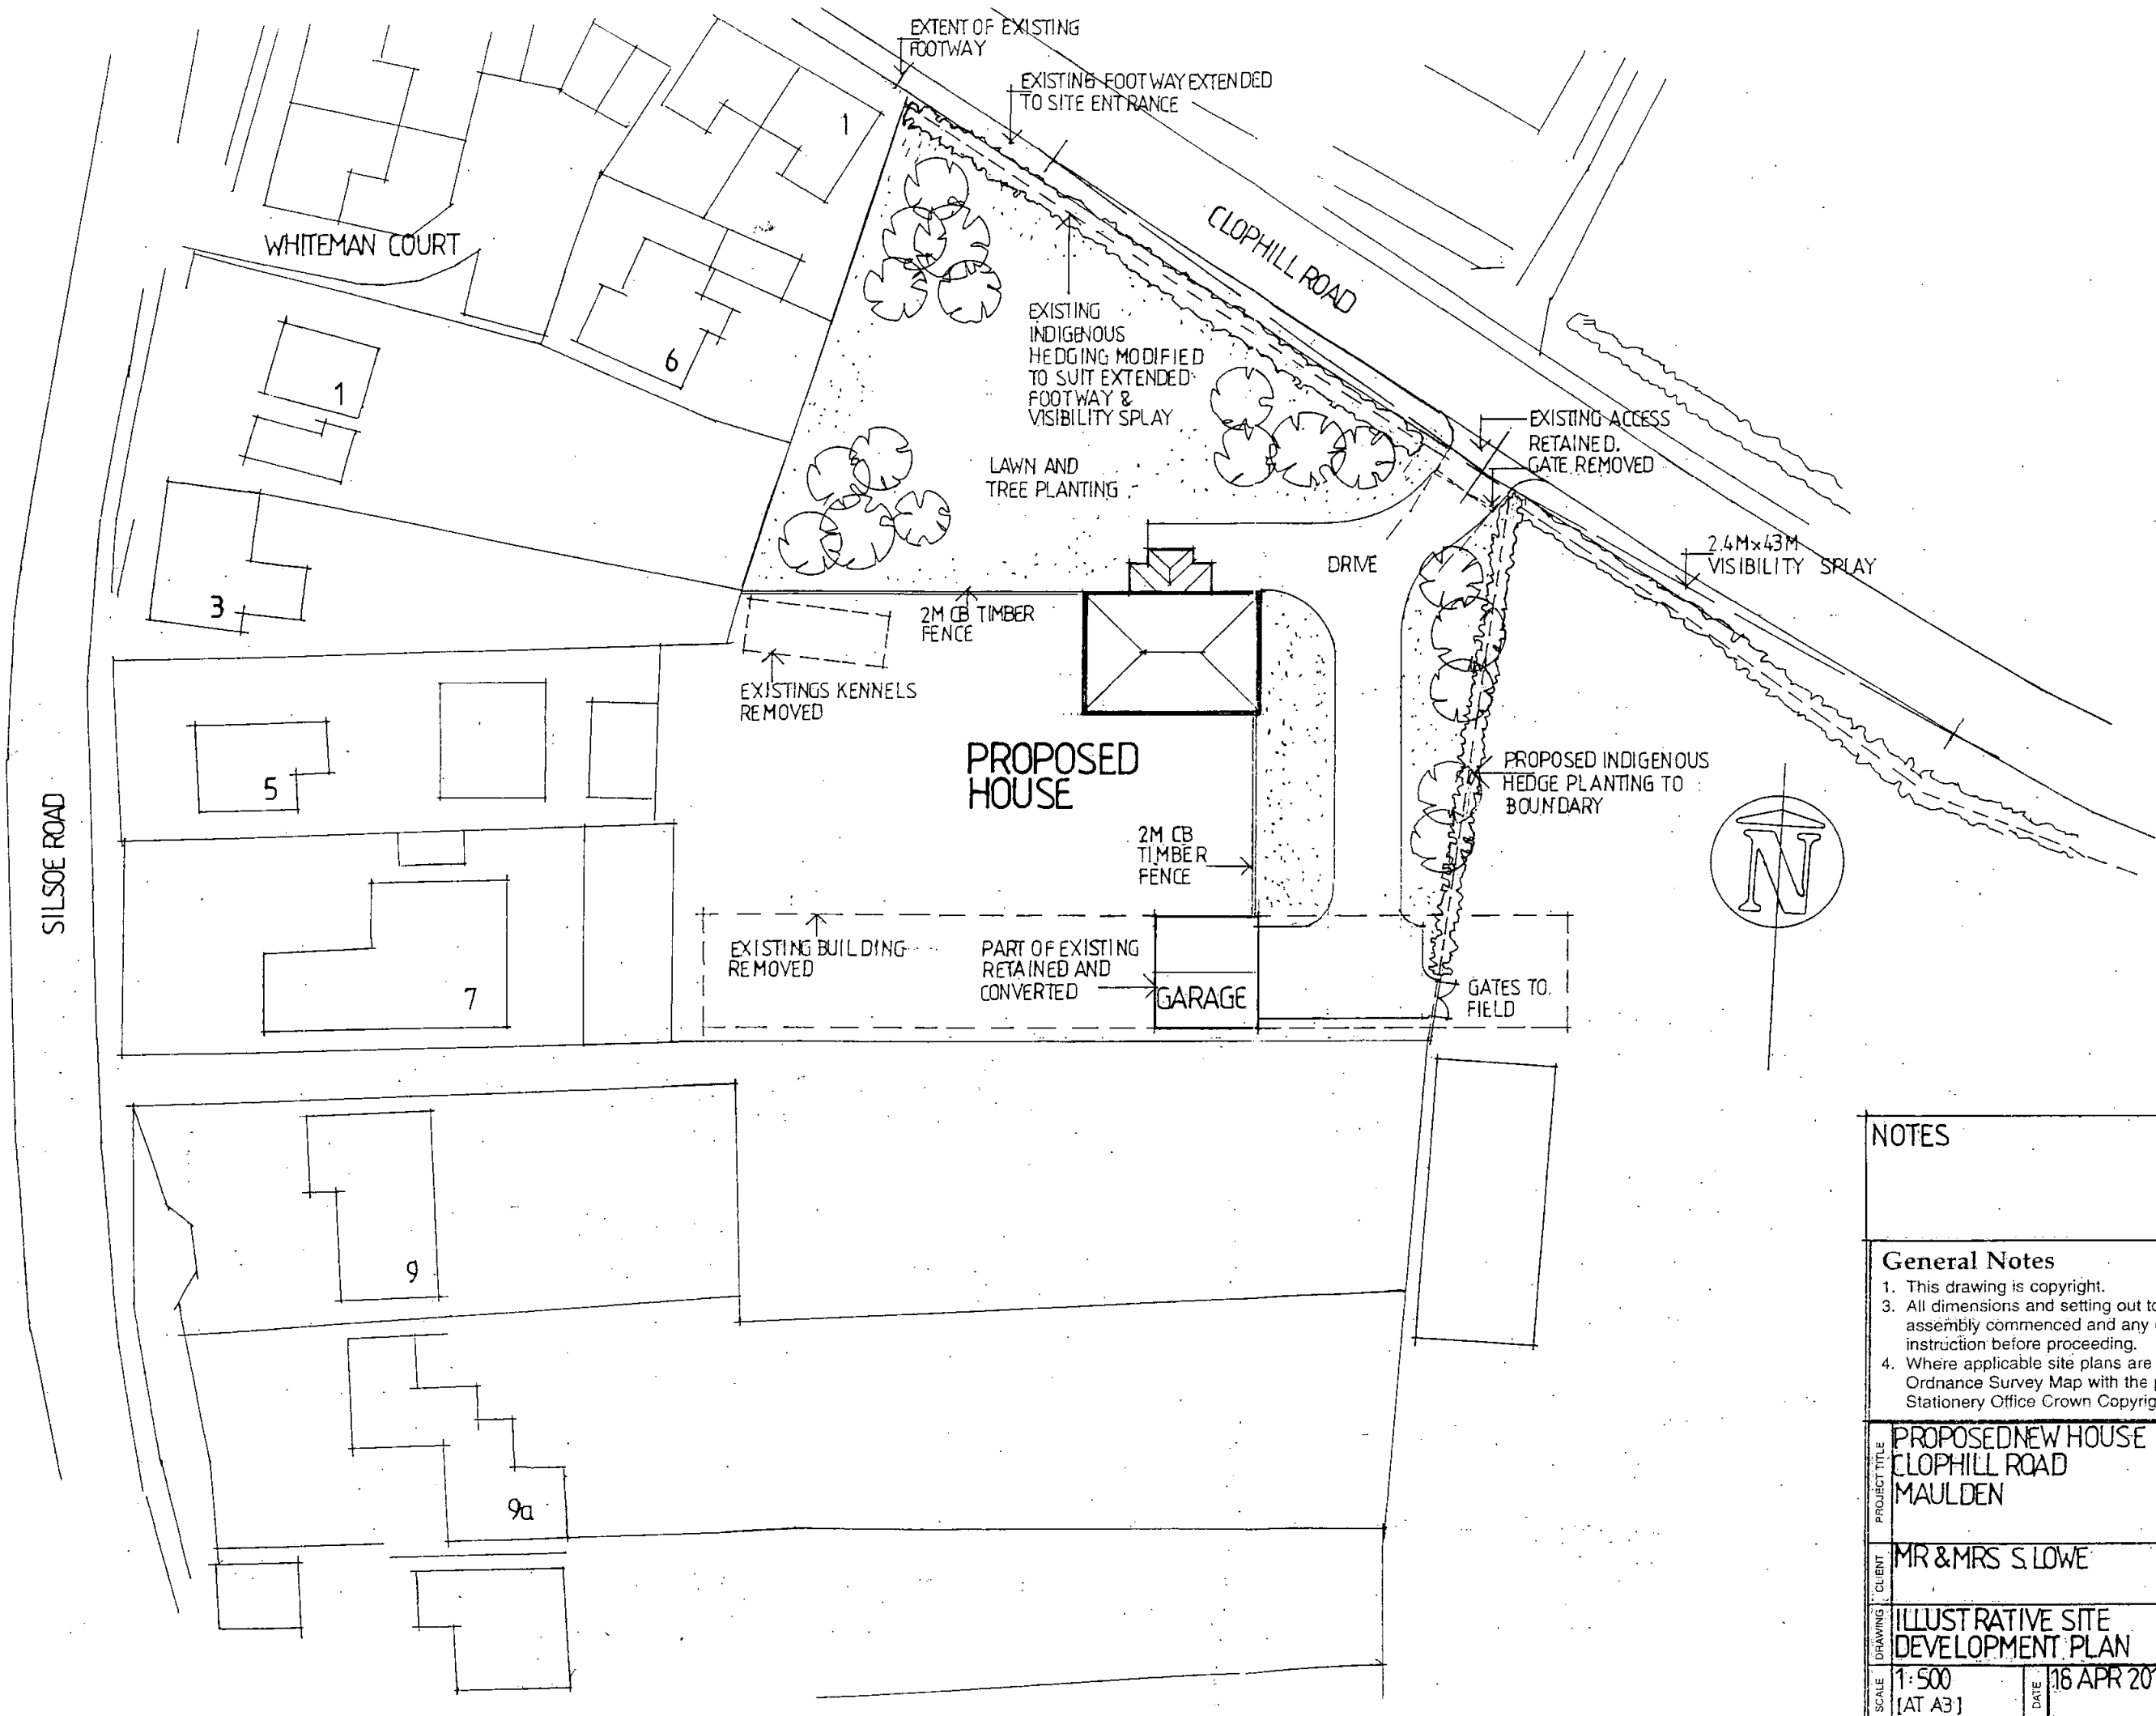 EXTENT OF EXISTING
FOOTWAY
EXISTING FOOTWAY EXTENDED
TO SITE ENTRANCE
1
WHITEMAN COURT
CLOPHILL ROAD
6
1
EXISTING
INDIGENOUS
HEDGING MODIFIED
TO SUIT EXTENDED
FOOTWAY &
VISIBILITY SPLAY
EXISTING ACCESS
RETAINED.
GATE REMOVED
LAWN AND
TREE PLANTING
2.4M×43M
VISIBILITY SPLAY
DRIVE
3
2M CB TIMBER
FENCE
EXISTINGS KENNELS
REMOVED
PROPOSED
HOUSE
5
PROPOSED INDIGENOUS
HEDGE PLANTING TO
BOUNDARY
SILSOE ROAD
2M CB
TIMBER
FENCE
N
EXISTING BUILDING
REMOVED
PART OF EXISTING
RETAINED AND
CONVERTED
GARAGE
GATES TO
FIELD
7
9
9a
NOTES
General Notes
1. This drawing is copyright.
3. All dimensions and setting out to
assembly commenced and any
instruction before proceeding.
4. Where applicable site plans are
Ordnance Survey Map with the
Stationery Office Crown Copyrig
PROJECT TITLE
PROPOSED NEW HOUSE
CLOPHILL ROAD
MAULDEN
CLIENT
MR & MRS S. LOWE
DRAWING
ILLUSTRATIVE SITE
DEVELOPMENT PLAN
SCALE
1:500
[AT A3]
DATE
16 APR 20